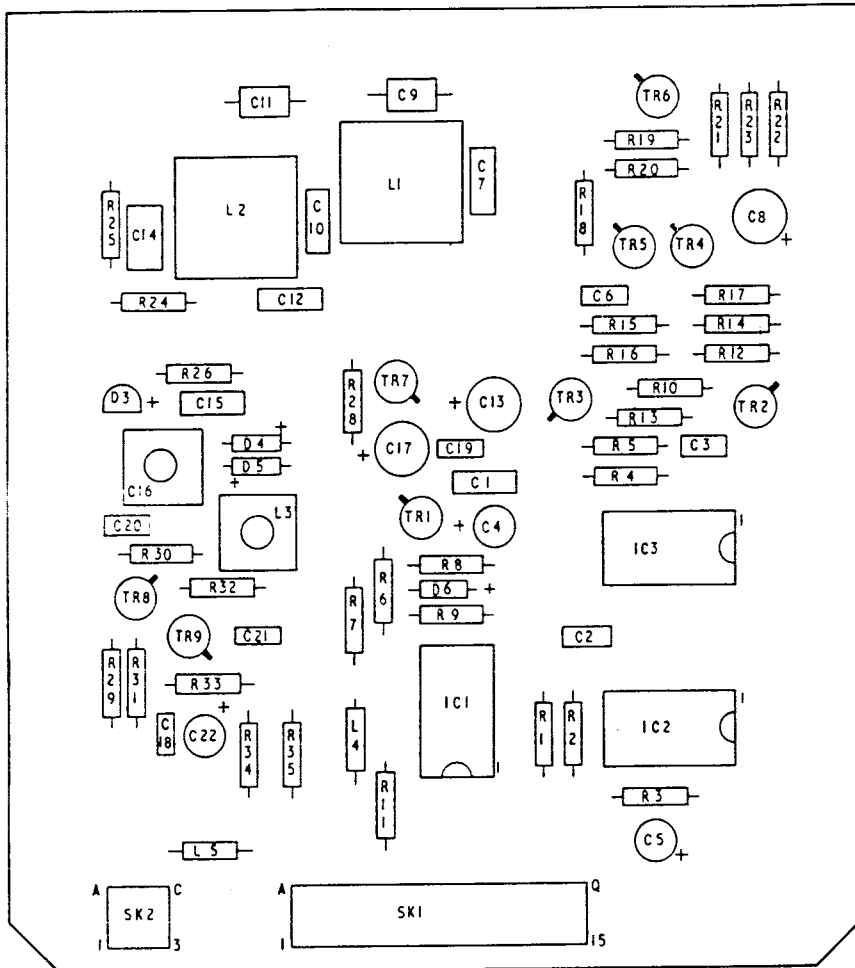 TR6
C11
C9
R21
R23
R22
R19
R20
L2
L1
C7
C10
R25
C14
R18
C8
+
TR5
TR4
R24
C12
C6
R17
R15
R14
R16
R12
R26
R28
TR7
D3
+
C15
+
C13
TR3
R10
TR2
R13
+
D4
D5
+
+
C17
C19
R5
C3
C16
C1
R4
L3
C20
TR1
+
C4
IC3
1
R30
R8
R6
D6
+
R32
R7
R9
TR8
TR9
C21
C2
R29
R31
R33
+
IC1
1
IC2
1
C18
C22
R34
R35
L4
R1
R2
R11
R3
C5
+
L5
A
C
A
Q
SK2
SK1
1
3
1
15